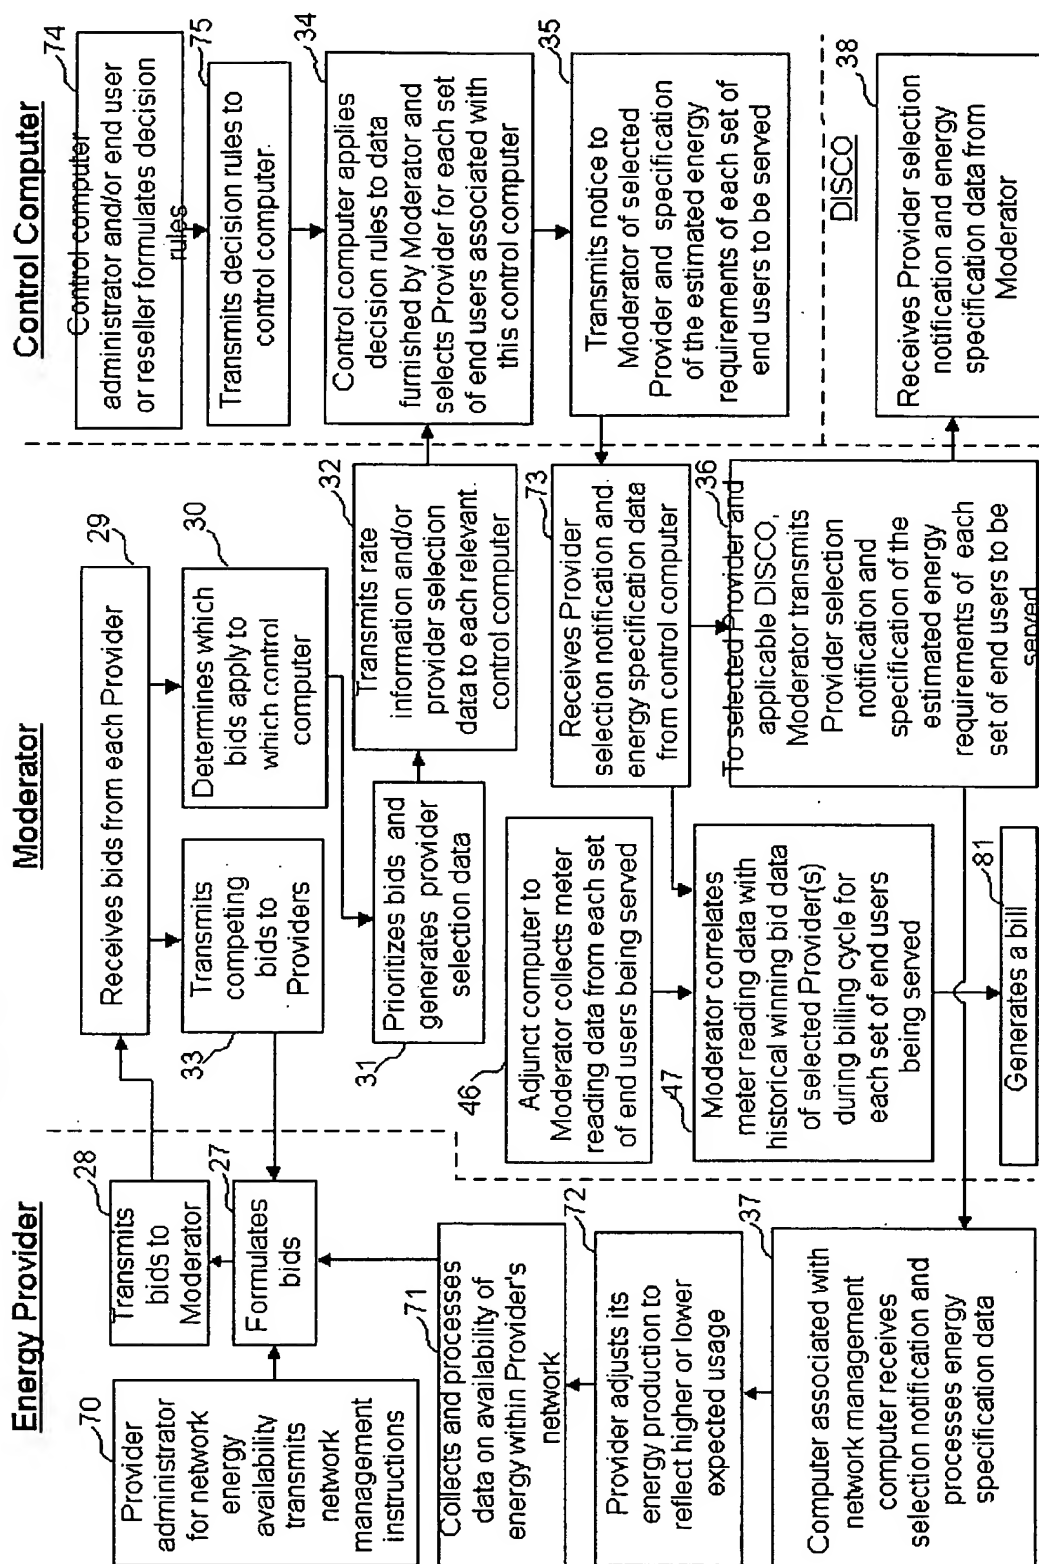 Energy Provider
70
Provider
administrator
for network
energy
availability
transmits
network
management
instructions
28
Transmits
bids to
Moderator
27
Formulates
bids
71
Collects and processes
data on availability of
energy within Provider's
network
72
Provider adjusts its
energy production to
reflect higher or lower
expected usage
37
Computer associated with
network management
computer receives
selection notification and
processes energy
specification data
Moderator
29
Receives bids from each Provider
33
Transmits
competing
bids to
Providers
30
Determines which
bids apply to
which control
computer
31
Prioritizes bids and
generates provider
selection data
32
Transmits rate
information and/or
provider selection
data to each relevant.
control computer
46
Adjunct computer to
Moderator collects meter
reading data from each set
of end users being served
73
Receives Provider
selection notification and.
energy specification data
from control computer
47
Moderator correlates
meter reading data with
historical winning bid data
of selected Provider(s)
during billing cycle for
each set of end users
being served
36
To selected Provider and
applicable DISCO,
Moderator transmits
Provider selection
notification and
specification of the
estimated energy
requirements of each
set of end users to be
served
81
Generates a bill
Control Computer
74
Control computer
administrator and/or end user
or reseller formulates decision
rules
75
Transmits decision rules to
control computer.
34
Control computer applies
decision rules to data
furnished by Moderator and
selects Provider for each set
of end users associated with
this control computer
35
Transmits notice to
Moderator of selected
Provider and specification
of the estimated energy
requirements of each set of
end users to be served
DISCO
38
Receives Provider selection
notification and energy
specification data from
Moderator